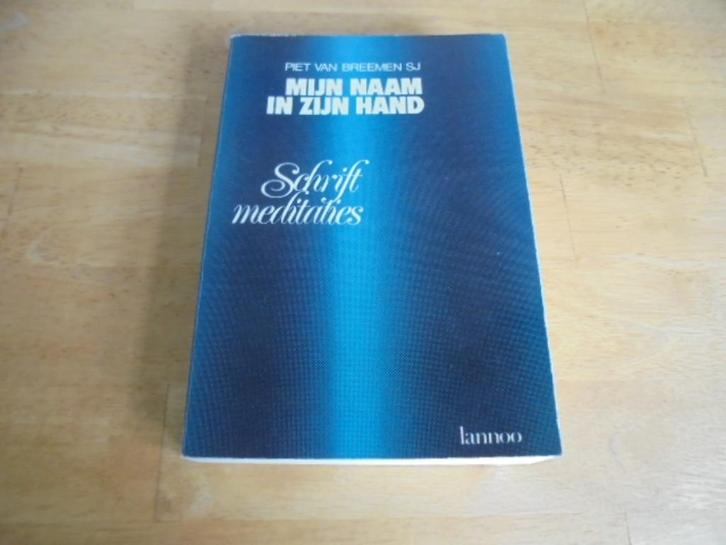 PIET VAN BREEMEN SJ
MIJN NAAM
IN ZIJN HAND
Schrift
meditaties
lannoo